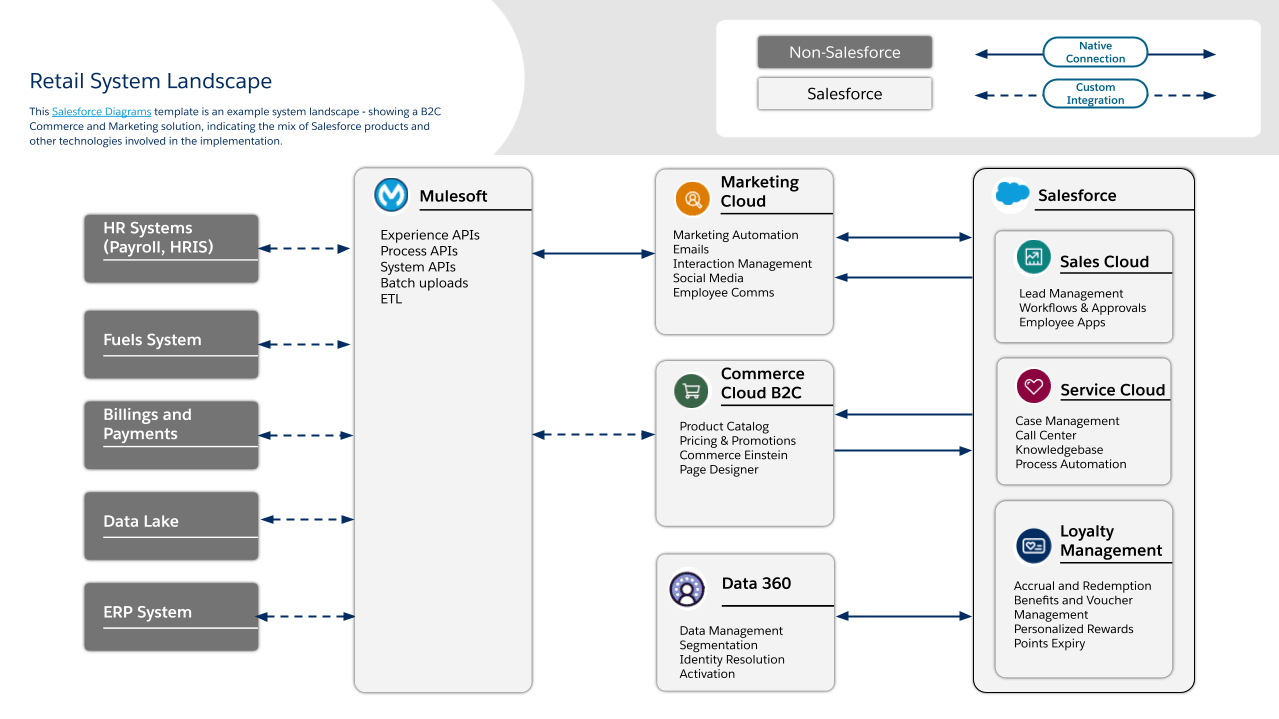 Retail System Landscape
This Salesforce Diagrams template is an example system landscape - showing a B2C
Commerce and Marketing solution, indicating the mix of Salesforce products and
other technologies involved in the implementation.
Non-Salesforce
Salesforce
Native
Connection
Custom
Integration
HR Systems
(Payroll, HRIS)
Fuels System
Billings and
Payments
Data Lake
ERP System
Mulesoft
Experience APIs
Process APIs
System APIs
Batch uploads
ETL
Marketing
Cloud
Marketing Automation
Emails
Interaction Management
Social Media
Employee Comms
Commerce
Cloud B2C
Product Catalog
Pricing & Promotions
Commerce Einstein
Page Designer
Data 360
Data Management
Segmentation
Identity Resolution
Activation
Salesforce
Sales Cloud
Lead Management
Workflows & Approvals
Employee Apps
Service Cloud
Case Management
Call Center
Knowledgebase
Process Automation
Loyalty
Management
Accrual and Redemption
Benefits and Voucher
Management
Personalized Rewards
Points Expiry